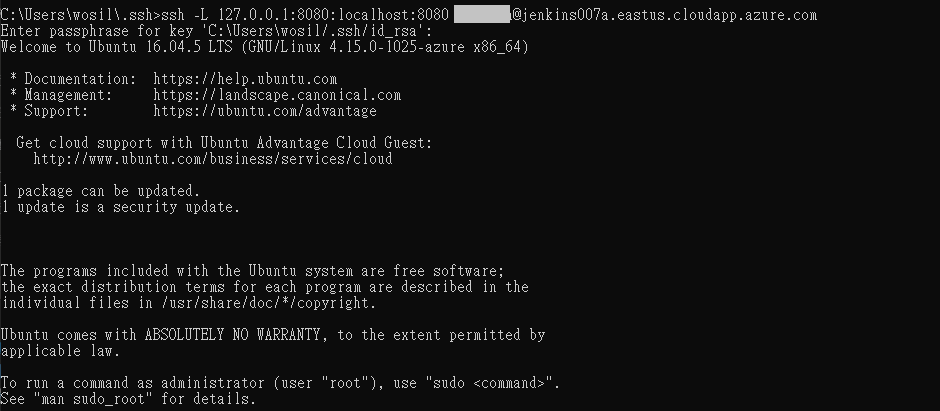 C:\Users\wosil\.ssh>ssh -L 127.0.0.1:8080:localhost:8080 @jenkins007a.eastus.cloudapp.azure.com
Enter passphrase for key 'C:\Users\wosil/.ssh/id_rsa':
Welcome to Ubuntu 16.04.5 LTS (GNU/Linux 4.15.0-1025-azure x86_64)
* Documentation:  https://help.ubuntu.com
* Management:     https://landscape.canonical.com
* Support:        https://ubuntu.com/advantage
Get cloud support with Ubuntu Advantage Cloud Guest:
http://www.ubuntu.com/business/services/cloud
1 package can be updated.
1 update is a security update.
The programs included with the Ubuntu system are free software;
the exact distribution terms for each program are described in the
individual files in /usr/share/doc/*/copyright.
Ubuntu comes with ABSOLUTELY NO WARRANTY, to the extent permitted by
applicable law.
To run a command as administrator (user "root"), use "sudo <command>".
See "man sudo_root" for details.